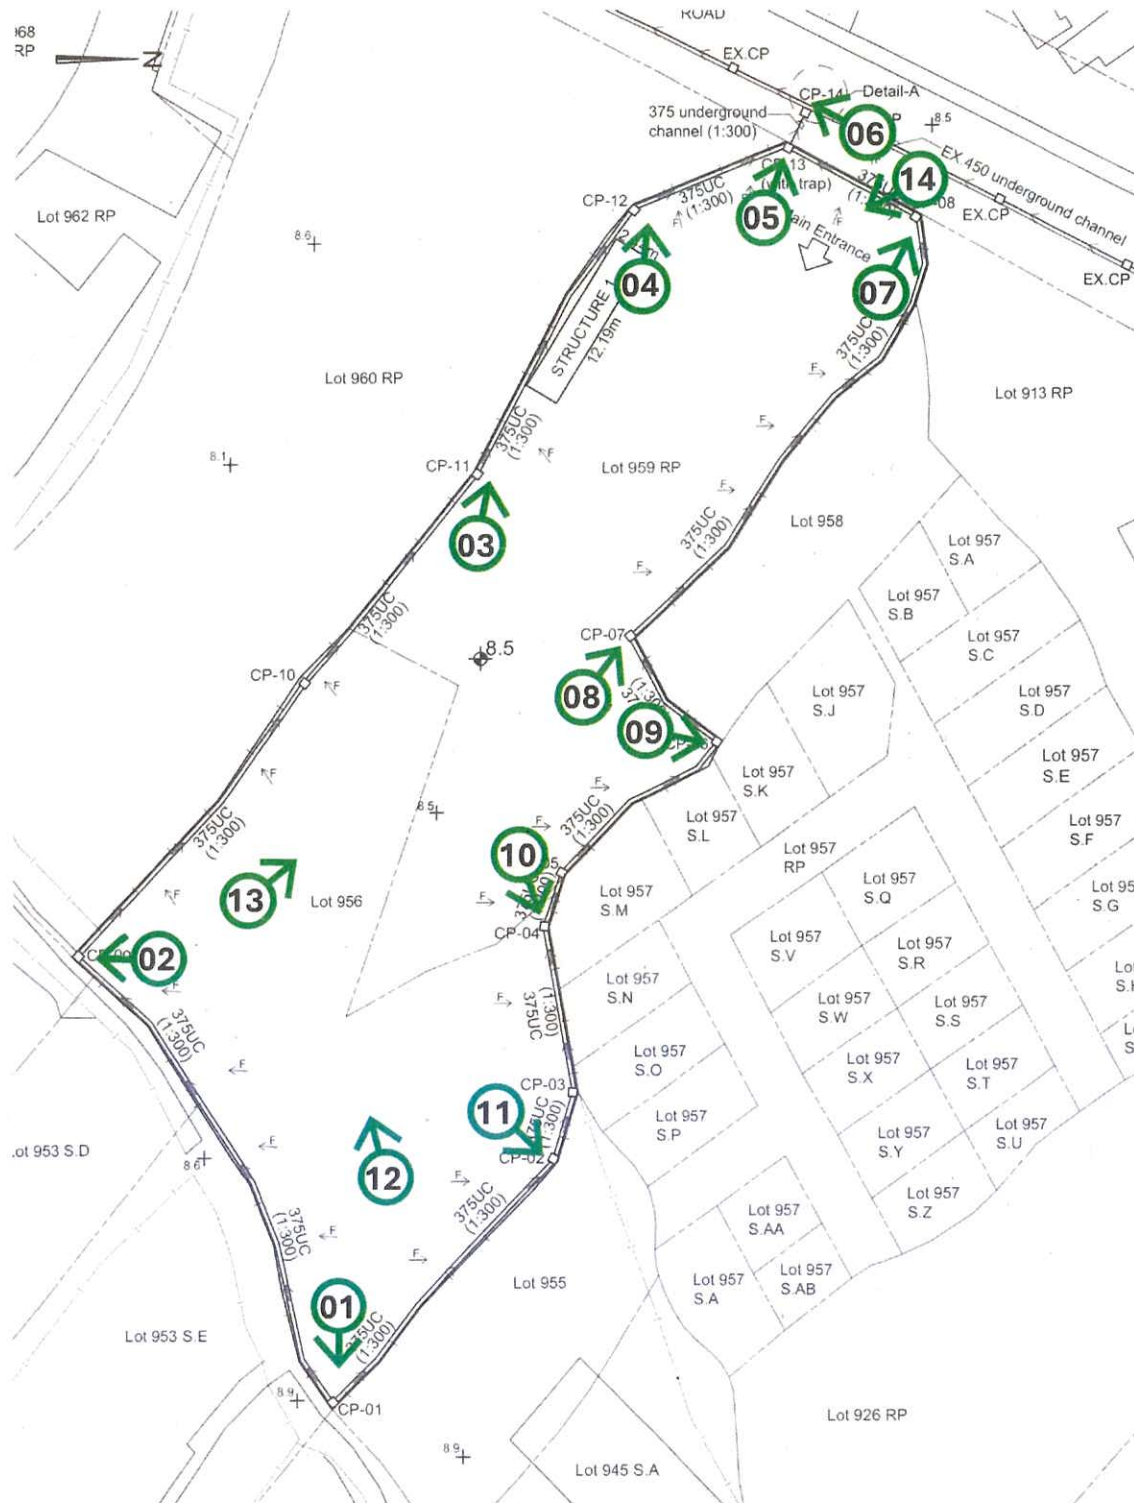 ROAD
968
RP
N
EX.CP
CP-14
Detail-A
375 underground
channel (1:300)
06
8.5
EX.450 underground channel
CP-13
(with trap)
14
375UC
(1:300)
CP-12
Lot 962 RP
05
Main Entrance
EX.CP
8.6
EX.CP
04
07
STRUCTURE 1
12.19m
375UC
(1:300)
Lot 960 RP
F
Lot 913 RP
375UC
(1:300)
F
F
8.1
CP-11
Lot 959 RP
F
Lot 958
03
375UC
(1:300)
Lot 957
S.A
F
Lot 957
S.B
375UC
(1:300)
CP-07
Lot 957
S.C
8.5
CP-10
F
08
Lot 957
S.J
Lot 957
S.D
09
F
Lot 957
S.K
Lot 957
S.E
F
8.5
375UC
(1:300)
Lot 957
S.L
Lot 957
S.F
375UC
(1:300)
F
10
Lot 957
RP
Lot 957
S.Q
13
F
Lot 956
F
Lot 957
S.M
S.G
CP-04
02
Lot 957
S.V
Lot 957
S.R
F
Lot 957
S.N
375UC
(1:300)
F
(1:300)
375UC
Lot 957
S.W
Lot 957
S.S
F
Lot 957
S.O
Lot 957
S.X
Lot 957
S.T
CP-03
11
375UC
(1:300)
Lot 957
S.P
Lot 957
S.Y
Lot 957
S.U
F
8.6
12
CP-02
F
375UC
(1:300)
Lot 957
S.Z
375UC
(1:300)
F
F
Lot 957
S.AA
Lot 955
Lot 957
S.A
Lot 957
S.AB
01
Lot 953 S.E
375UC
(1:300)
8.9
CP-01
Lot 926 RP
8.9
Lot 945 S.A